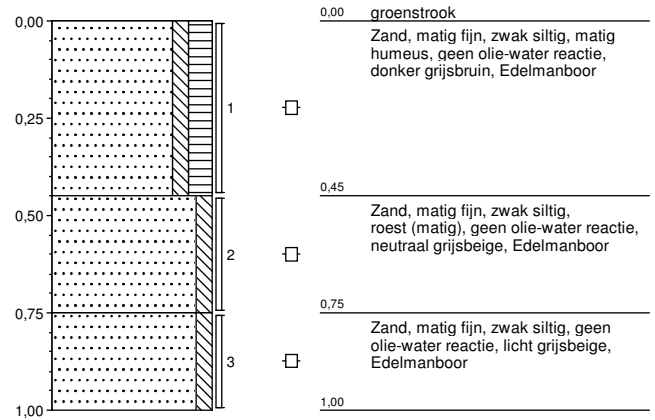 0,00
0,25
0,50
0,75
1,00
1
2
3
0,00 groenstrook
Zand, matig fijn, zwak siltig, matig
humeus, geen olie-water reactie,
donker grijsbruin, Edelmanboor
0,45
Zand, matig fijn, zwak siltig,
roest (matig), geen olie-water reactie,
neutraal grijsbeige, Edelmanboor
0,75
Zand, matig fijn, zwak siltig, geen
olie-water reactie, licht grijsbeige,
Edelmanboor
1,00